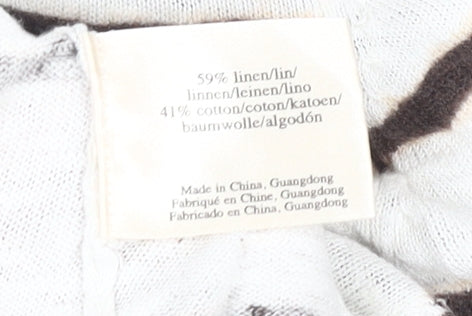 59% linen/lin/
linnen/leinen/lino
41% cotton/coton/katoen/
baumwolle/algodón
Made in China, Guangdong
Fabriqué en Chine, Guangdong
Fabricado en China, Guangdong